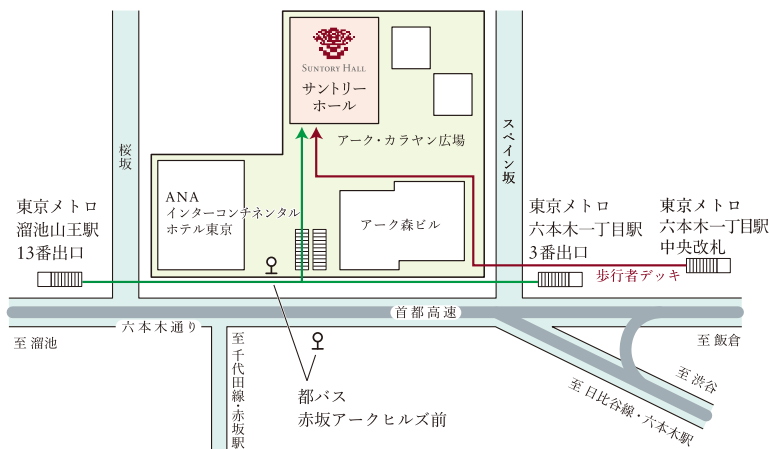 SUNTORY HALL
サントリー
ホール
アーク・カラヤン広場
桜坂
スペイン坂
ANA
インターコンチネンタル
ホテル東京
アーク森ビル
東京メトロ
溜池山王駅
13番出口
東京メトロ
六本木一丁目駅
3番出口
東京メトロ
六本木一丁目駅
中央改札
歩行者デッキ
首都高速
六本木通り
至 溜池
至 飯倉
至 千代田線・赤坂駅
都バス
赤坂アークヒルズ前
至 渋谷
至 日比谷線・六本木駅